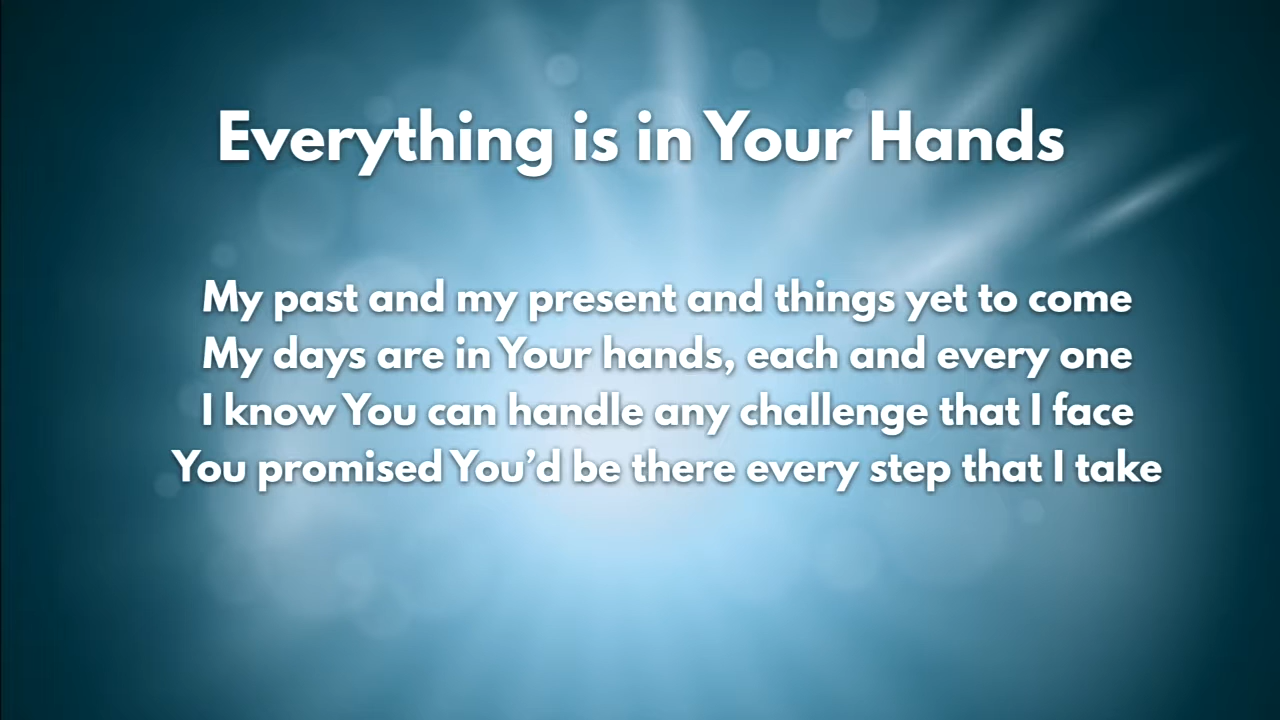 Everything is in Your Hands
My past and my present and things yet to come
My days are in Your hands, each and every one
I know You can handle any challenge that I face
You promised You’d be there every step that I take